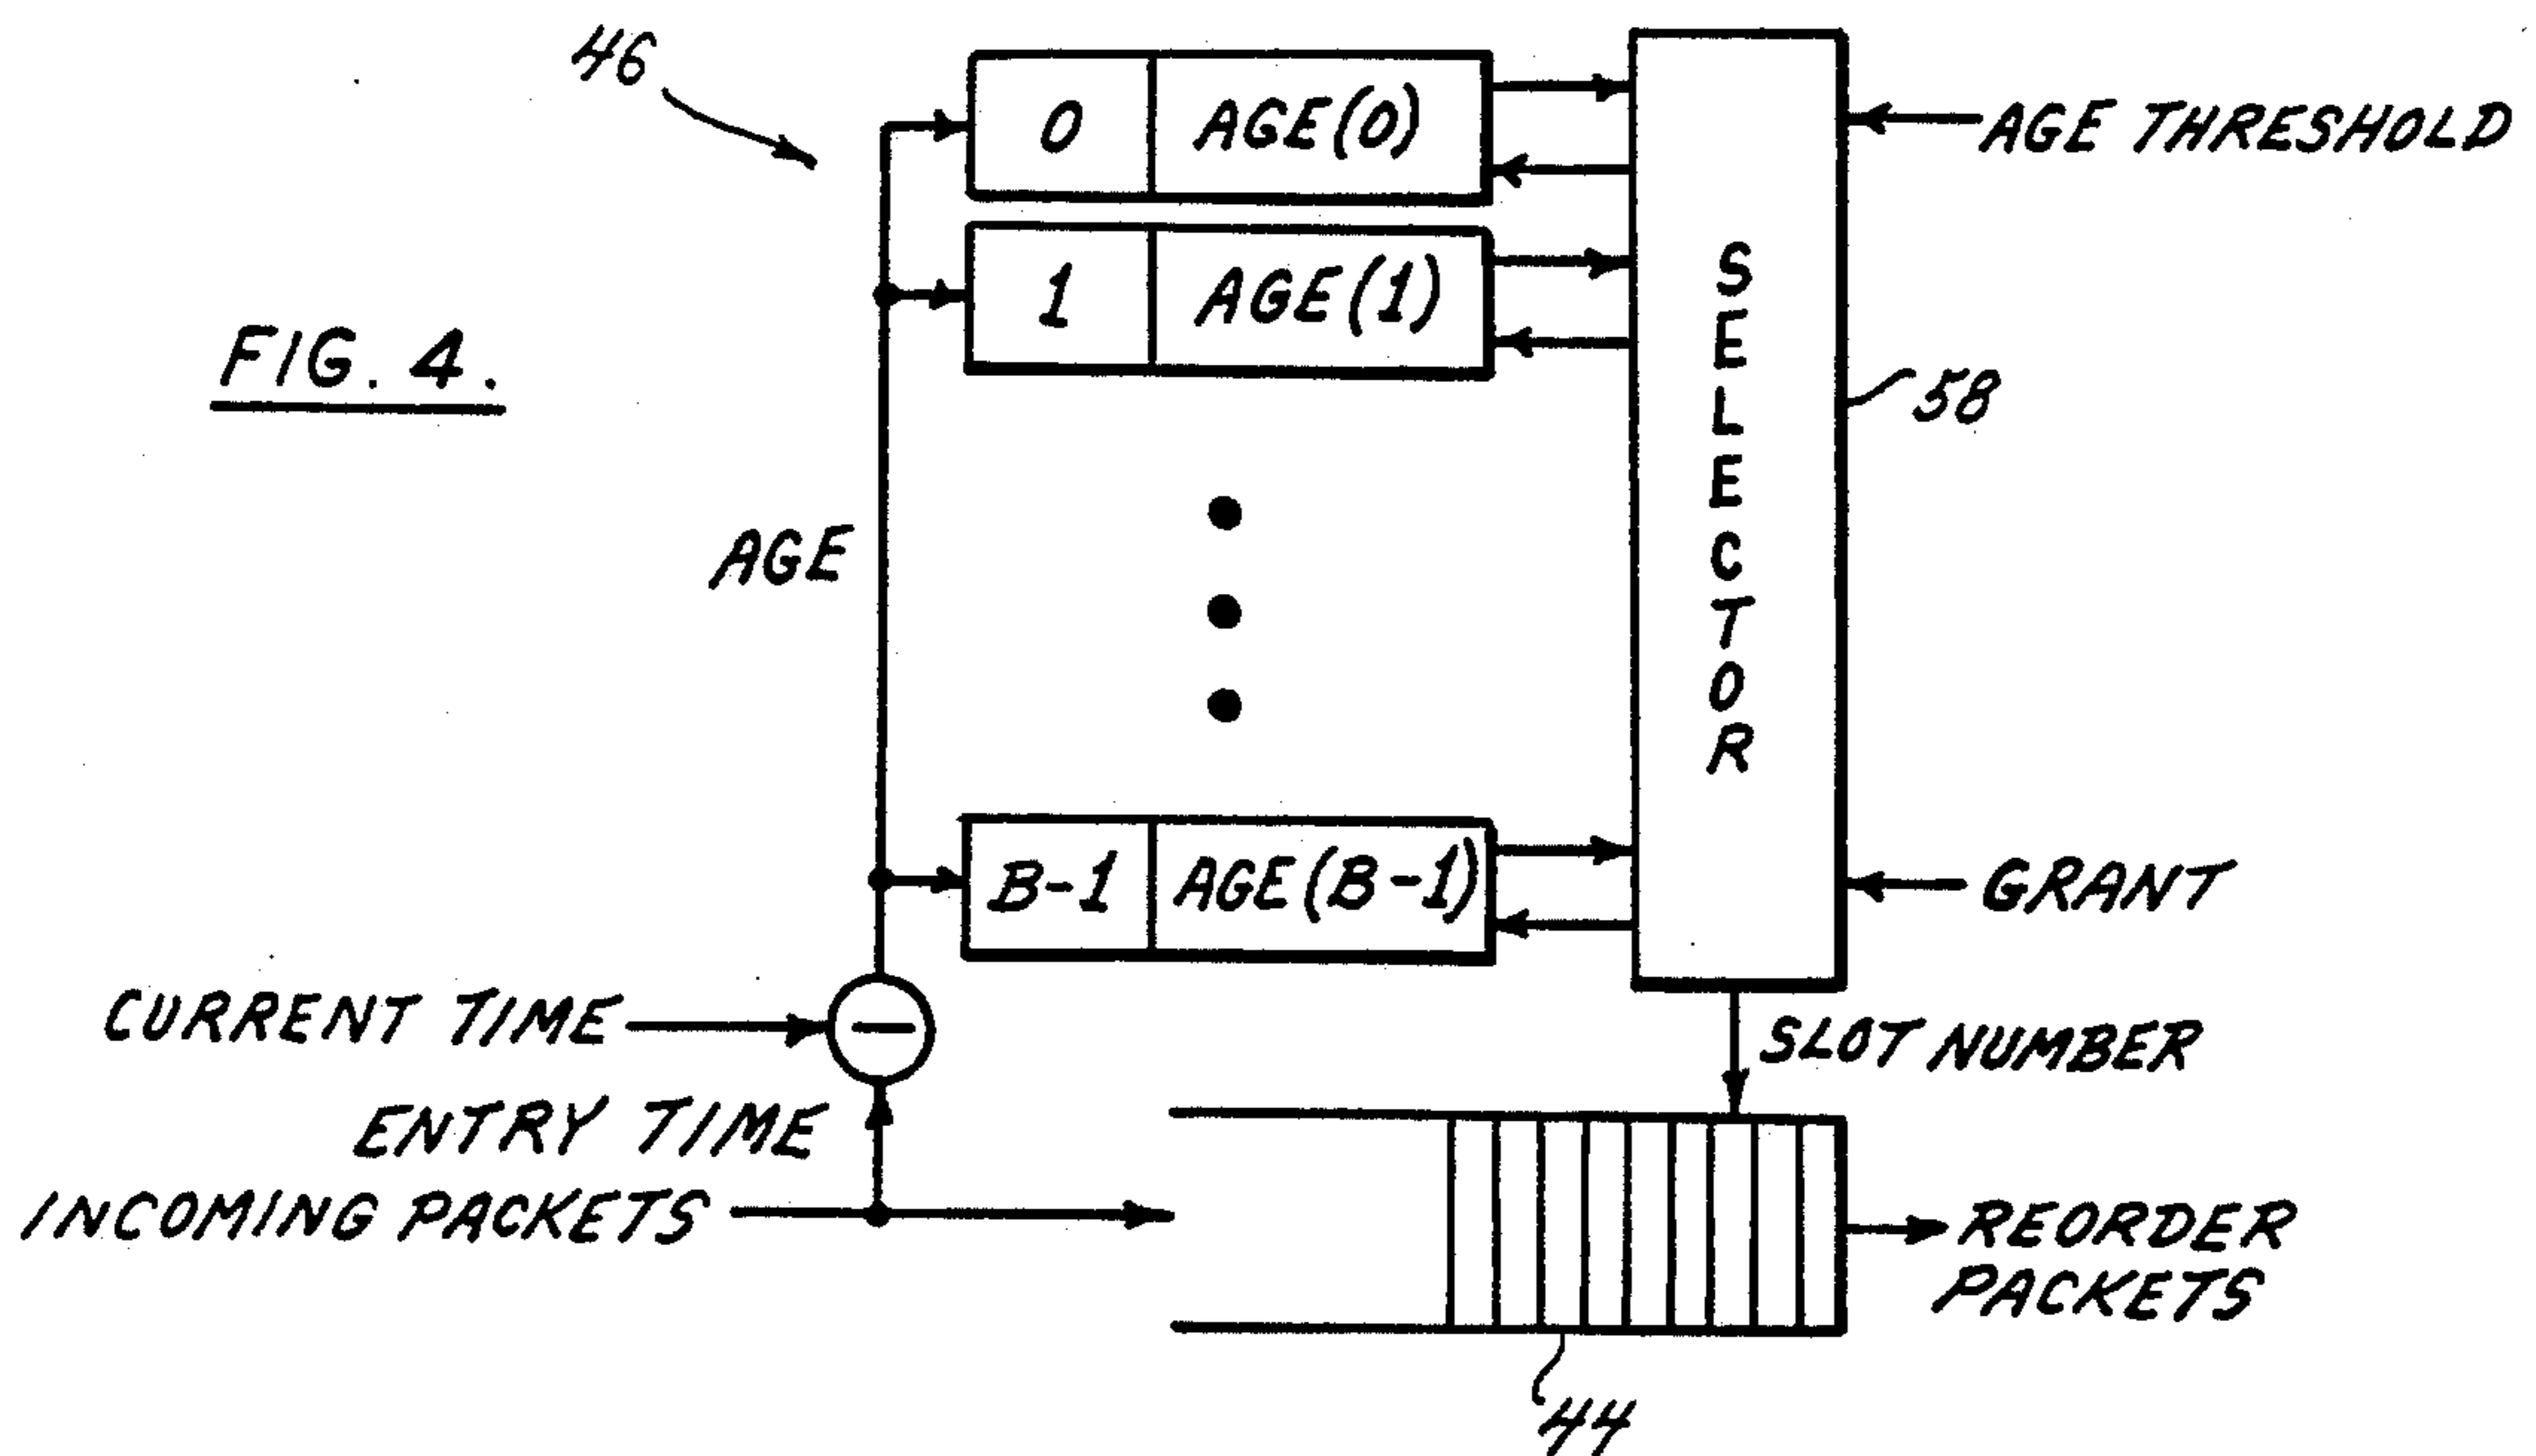 46
0 AGE(0)
AGE THRESHOLD
1 AGE(1)
FIG. 4.
SELECTOR
58
AGE
B-1 AGE(B-1)
GRANT
CURRENT TIME
SLOT NUMBER
ENTRY TIME
INCOMING PACKETS
REORDER
PACKETS
44